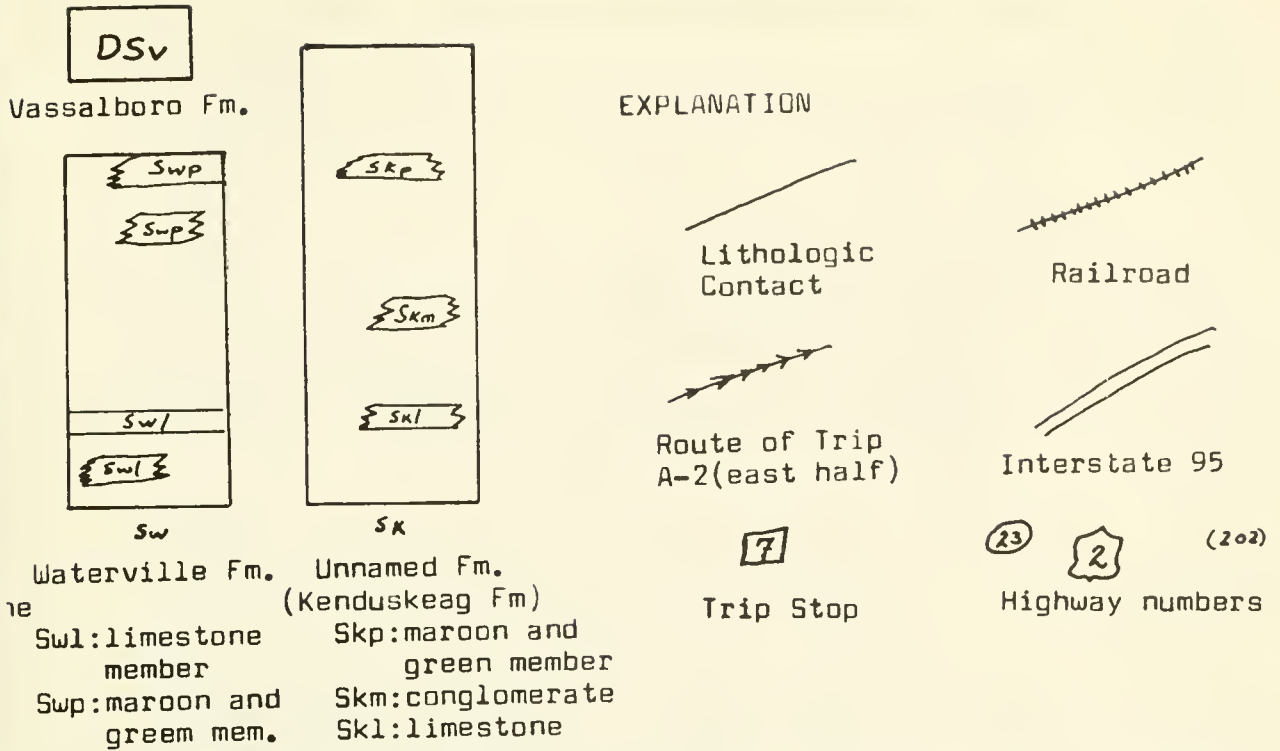 DSv
Vassalboro Fm.
Swp
Swp
Swl
Swl
Sw
Waterville Fm.
ne
Swl:limestone
member
Swp:maroon and
greem mem.
Skp
Skm
Skl
SK
Unnamed Fm.
(Kenduskeag Fm)
Skp:maroon and
green member
Skm:conglomerate
Skl:limestone
EXPLANATION
Lithologic
Contact
Railroad
Route of Trip
A-2(east half)
Interstate 95
7
Trip Stop
23 2 (202)
Highway numbers